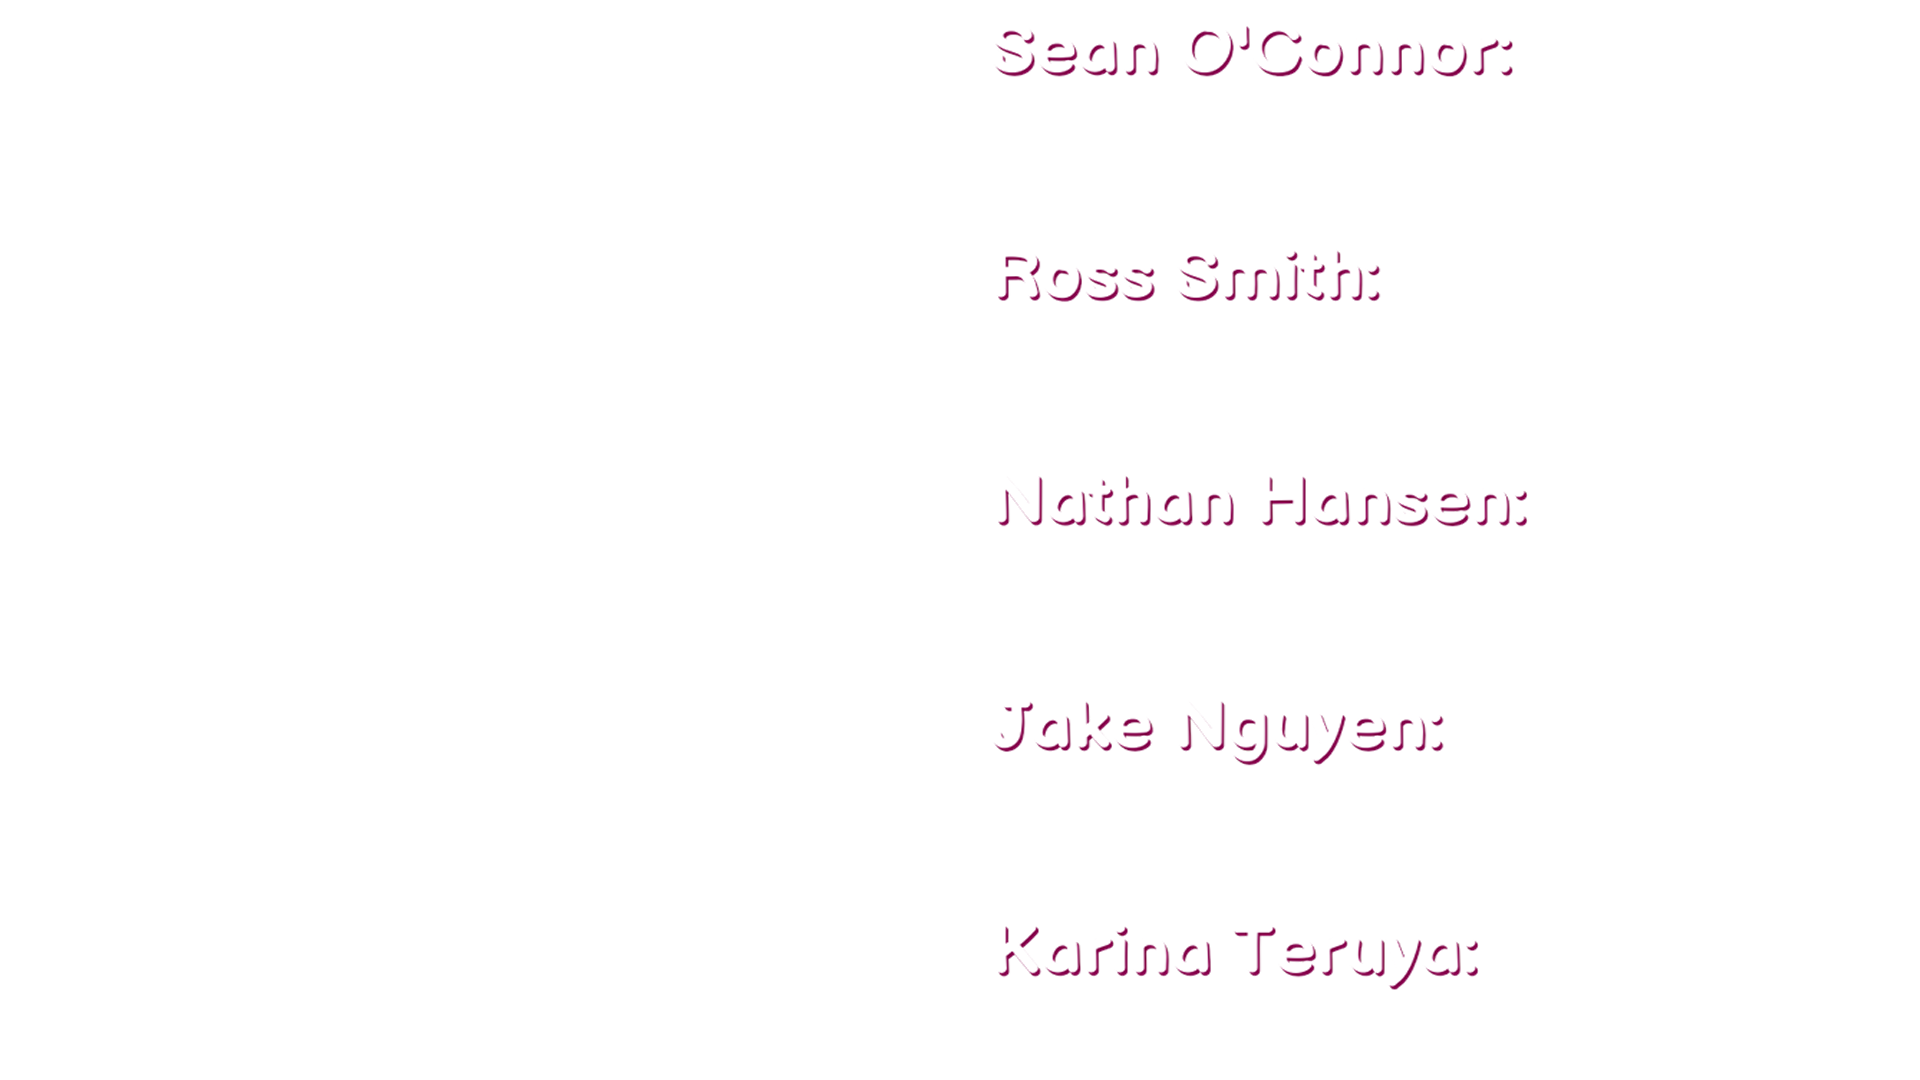 Sean O'Connor:
Ross Smith:
Nathan Hansen:
Jake Nguyen:
Karina Teruya: